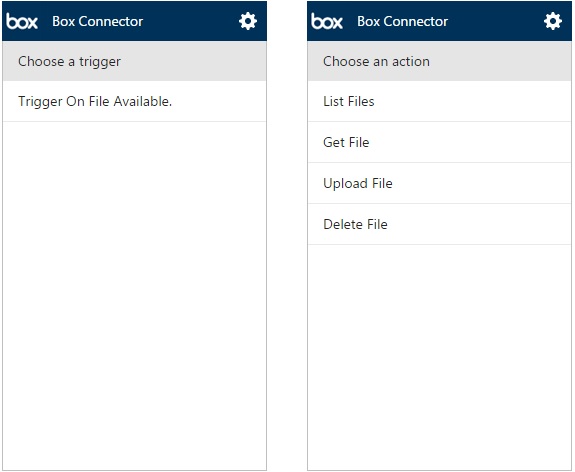 box Box Connector
Choose a trigger
Trigger On File Available.
box Box Connector
Choose an action
List Files
Get File
Upload File
Delete File